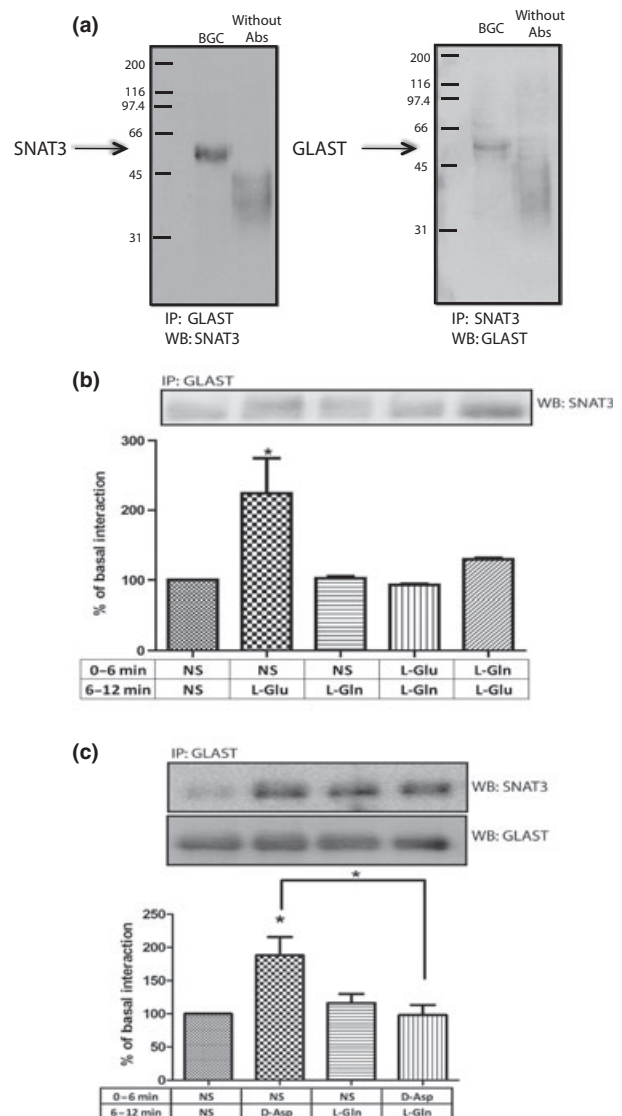 (a)
BGC Without Abs
200
116
97.4
66
45
31
SNAT3
IP: GLAST
WB: SNAT3
BGC Without Abs
200
116
97.4
66
45
31
GLAST
IP: SNAT3
WB: GLAST
(b)
IP: GLAST
WB: SNAT3
% of basal interaction
300
200
100
0
*
0–6 min NS NS NS L-Glu L-Gln
6–12 min NS L-Glu L-Gln L-Gln L-Glu
(c)
IP: GLAST
WB: SNAT3
WB: GLAST
% of basal interaction
250
200
150
100
50
0
*
*
0–6 min NS NS NS D-Asp
6–12 min NS D-Asp L-Gln L-Gln